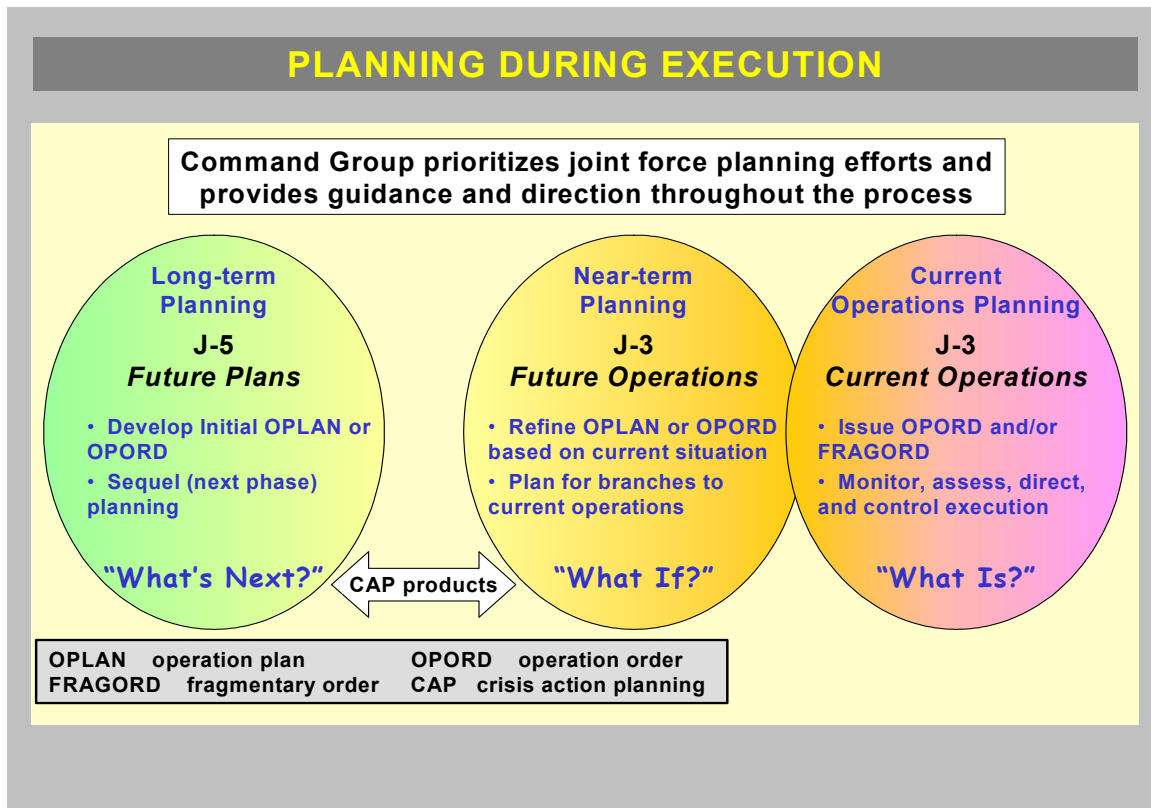 PLANNING DURING EXECUTION
Command Group prioritizes joint force planning efforts and
provides guidance and direction throughout the process
Long-term
Planning
J-5
Future Plans
• Develop Initial OPLAN or
OPORD
• Sequel (next phase)
planning
“What’s Next?”
CAP products
Near-term
Planning
J-3
Future Operations
• Refine OPLAN or OPORD
based on current situation
• Plan for branches to
current operations
“What If?”
Current
Operations Planning
J-3
Current Operations
• Issue OPORD and/or
FRAGORD
• Monitor, assess, direct,
and control execution
“What Is?”
OPLAN operation plan OPORD operation order
FRAGORD fragmentary order CAP crisis action planning